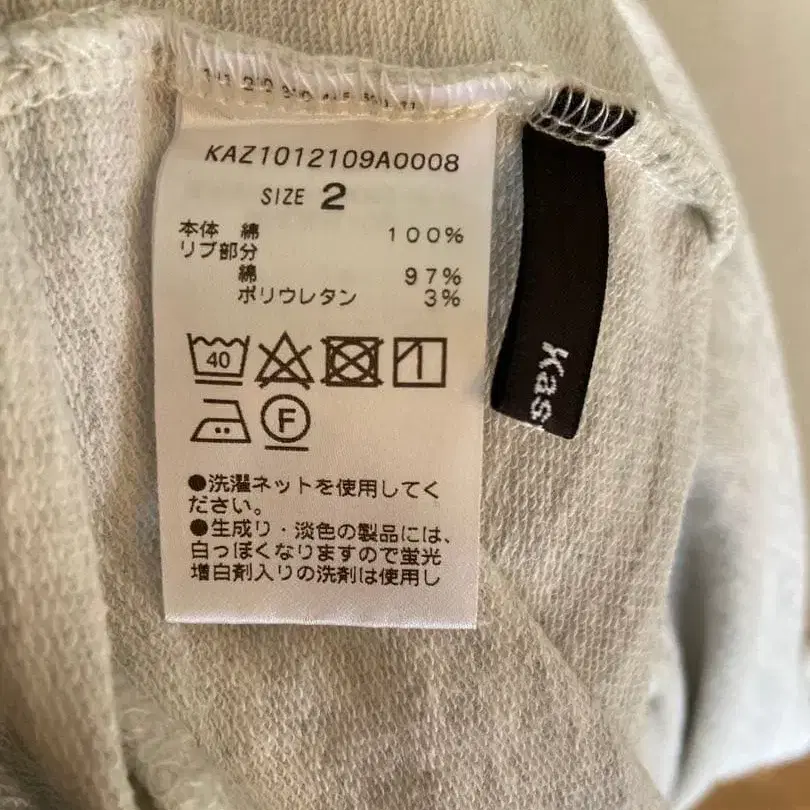 KAZ1012109A0008
SIZE 2
本体 綿 100%
リブ部分
綿 97%
ポリウレタン 3%
40
F
●洗濯ネットを使用してく
ださい。
●生成り・淡色の製品には、
白っぽくなりますので蛍光
増白剤入りの洗剤は使用し
Kas